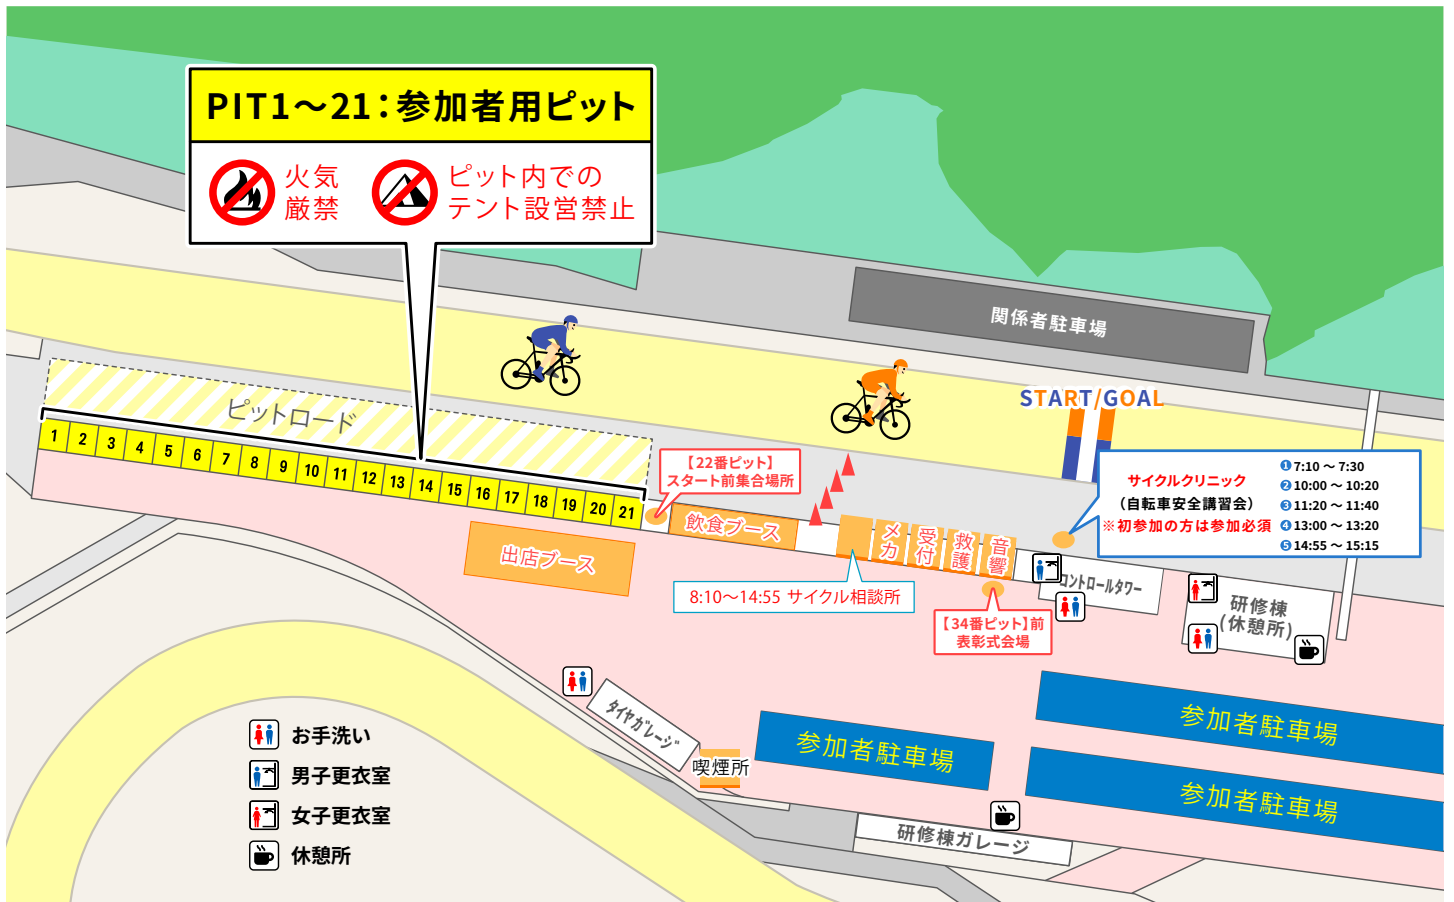 PIT1～21：参加者用ピット
火気
厳禁
ピット内での
テント設営禁止
関係者駐車場
START/GOAL
ピットロード
1 2 3 4 5 6 7 8 9 10 11 12 13 14 15 16 17 18 19 20 21
【22番ピット】
スタート前集合場所
飲食ブース
出店ブース
メカ
受付
救護
音響
8:10～14:55 サイクル相談所
【34番ピット】前
表彰式会場
サイクルクリニック
（自転車安全講習会）
※初参加の方は参加必須
❶ 7:10 ～ 7:30
❷ 10:00 ～ 10:20
❸ 11:20 ～ 11:40
❹ 13:00 ～ 13:20
❺ 14:55 ～ 15:15
コントロールタワー
研修棟
(休憩所)
タイヤガレージ
喫煙所
参加者駐車場
参加者駐車場
参加者駐車場
研修棟ガレージ
お手洗い
男子更衣室
女子更衣室
休憩所